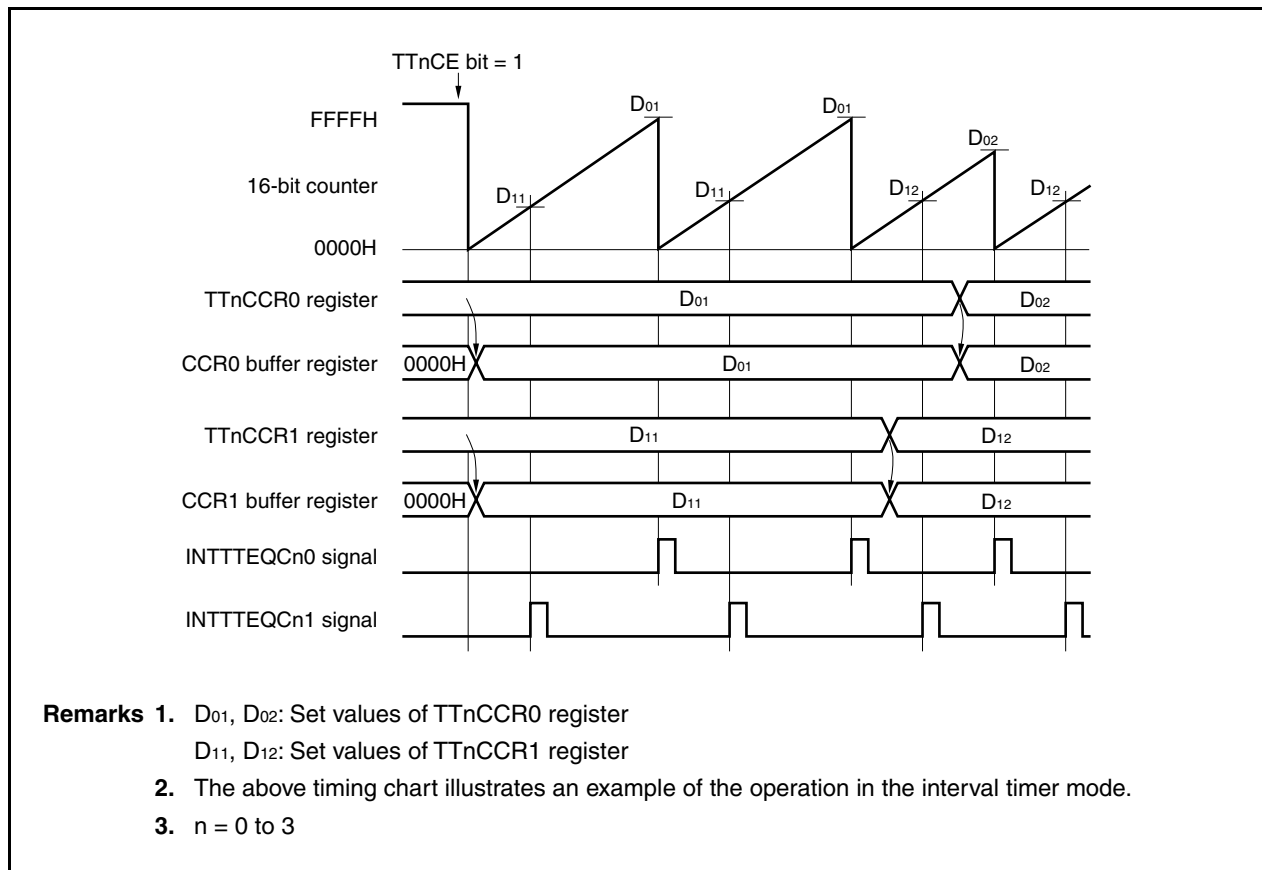 TTnCE bit = 1
D01 D01
FFFFH
D02
16-bit counter
D11 D11 D12 D12
0000H
TTnCCR0 register D01 D02
CCR0 buffer register 0000H D01 D02
TTnCCR1 register D11 D12
CCR1 buffer register 0000H D11 D12
INTTTEQCn0 signal
INTTTEQCn1 signal
Remarks 1. D01, D02: Set values of TTnCCR0 register
D11, D12: Set values of TTnCCR1 register
2. The above timing chart illustrates an example of the operation in the interval timer mode.
3. n = 0 to 3